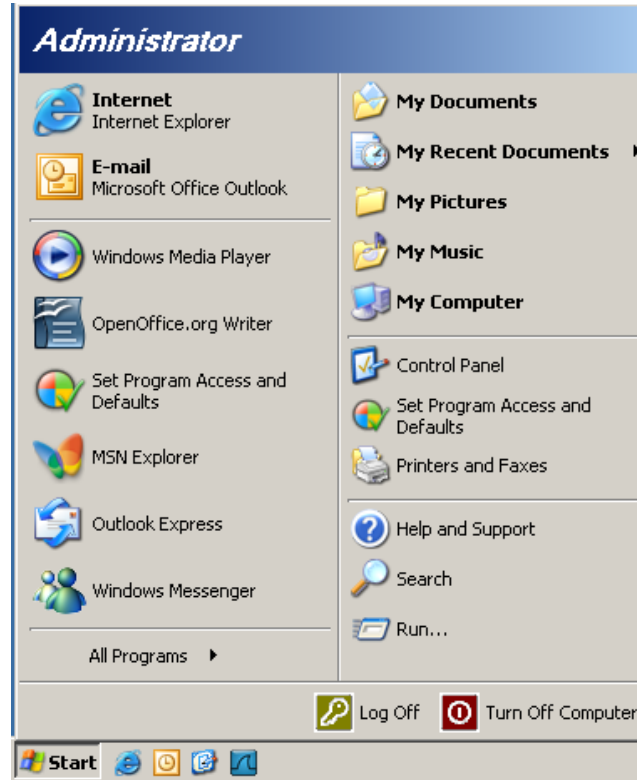 Administrator
Internet
Internet Explorer
E-mail
Microsoft Office Outlook
Windows Media Player
OpenOffice.org Writer
Set Program Access and
Defaults
MSN Explorer
Outlook Express
Windows Messenger
All Programs
My Documents
My Recent Documents
My Pictures
My Music
My Computer
Control Panel
Set Program Access and
Defaults
Printers and Faxes
Help and Support
Search
Run...
Log Off
Turn Off Computer
Start